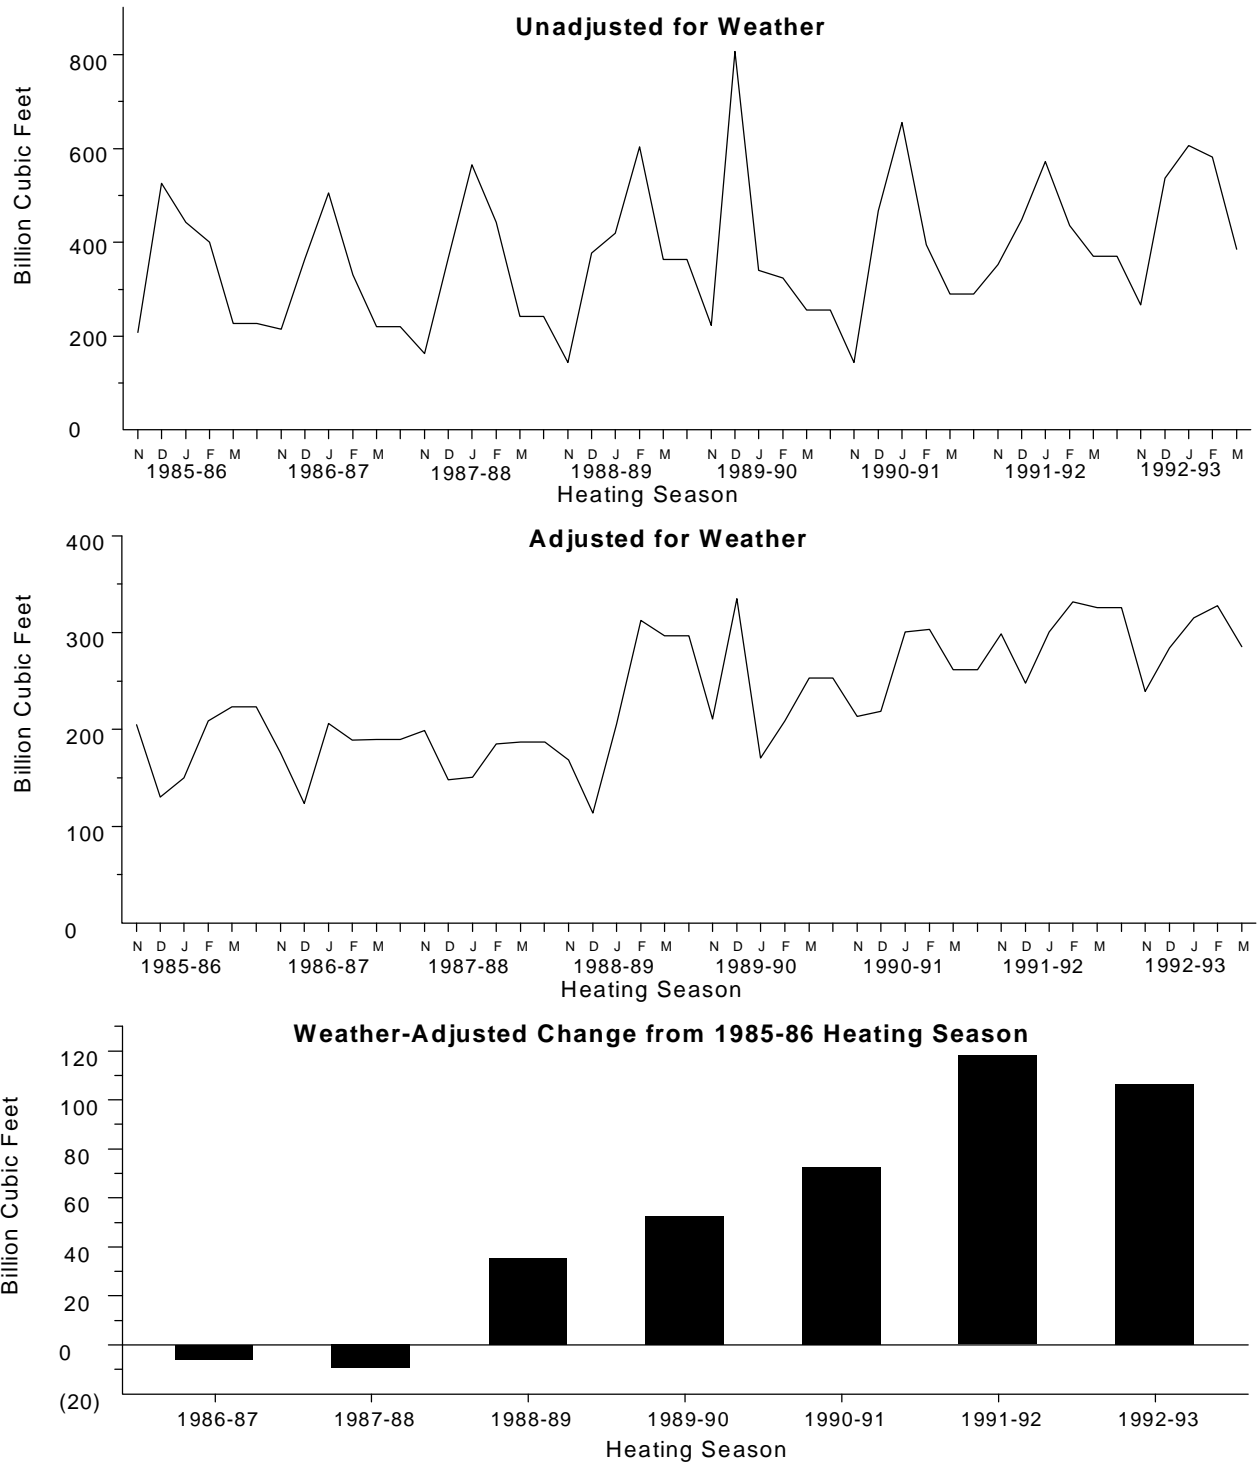 Unadjusted for Weather
Billion Cubic Feet
800
600
400
200
0
N D J F M N D J F M N D J F M N D J F M N D J F M N D J F M N D J F M N D J F M
1985-86 1986-87 1987-88 1988-89 1989-90 1990-91 1991-92 1992-93
Heating Season
Adjusted for Weather
Billion Cubic Feet
400
300
200
100
0
N D J F M N D J F M N D J F M N D J F M N D J F M N D J F M N D J F M N D J F M
1985-86 1986-87 1987-88 1988-89 1989-90 1990-91 1991-92 1992-93
Heating Season
Weather-Adjusted Change from 1985-86 Heating Season
Billion Cubic Feet
120
100
80
60
40
20
0
(20)
1986-87 1987-88 1988-89 1989-90 1990-91 1991-92 1992-93
Heating Season